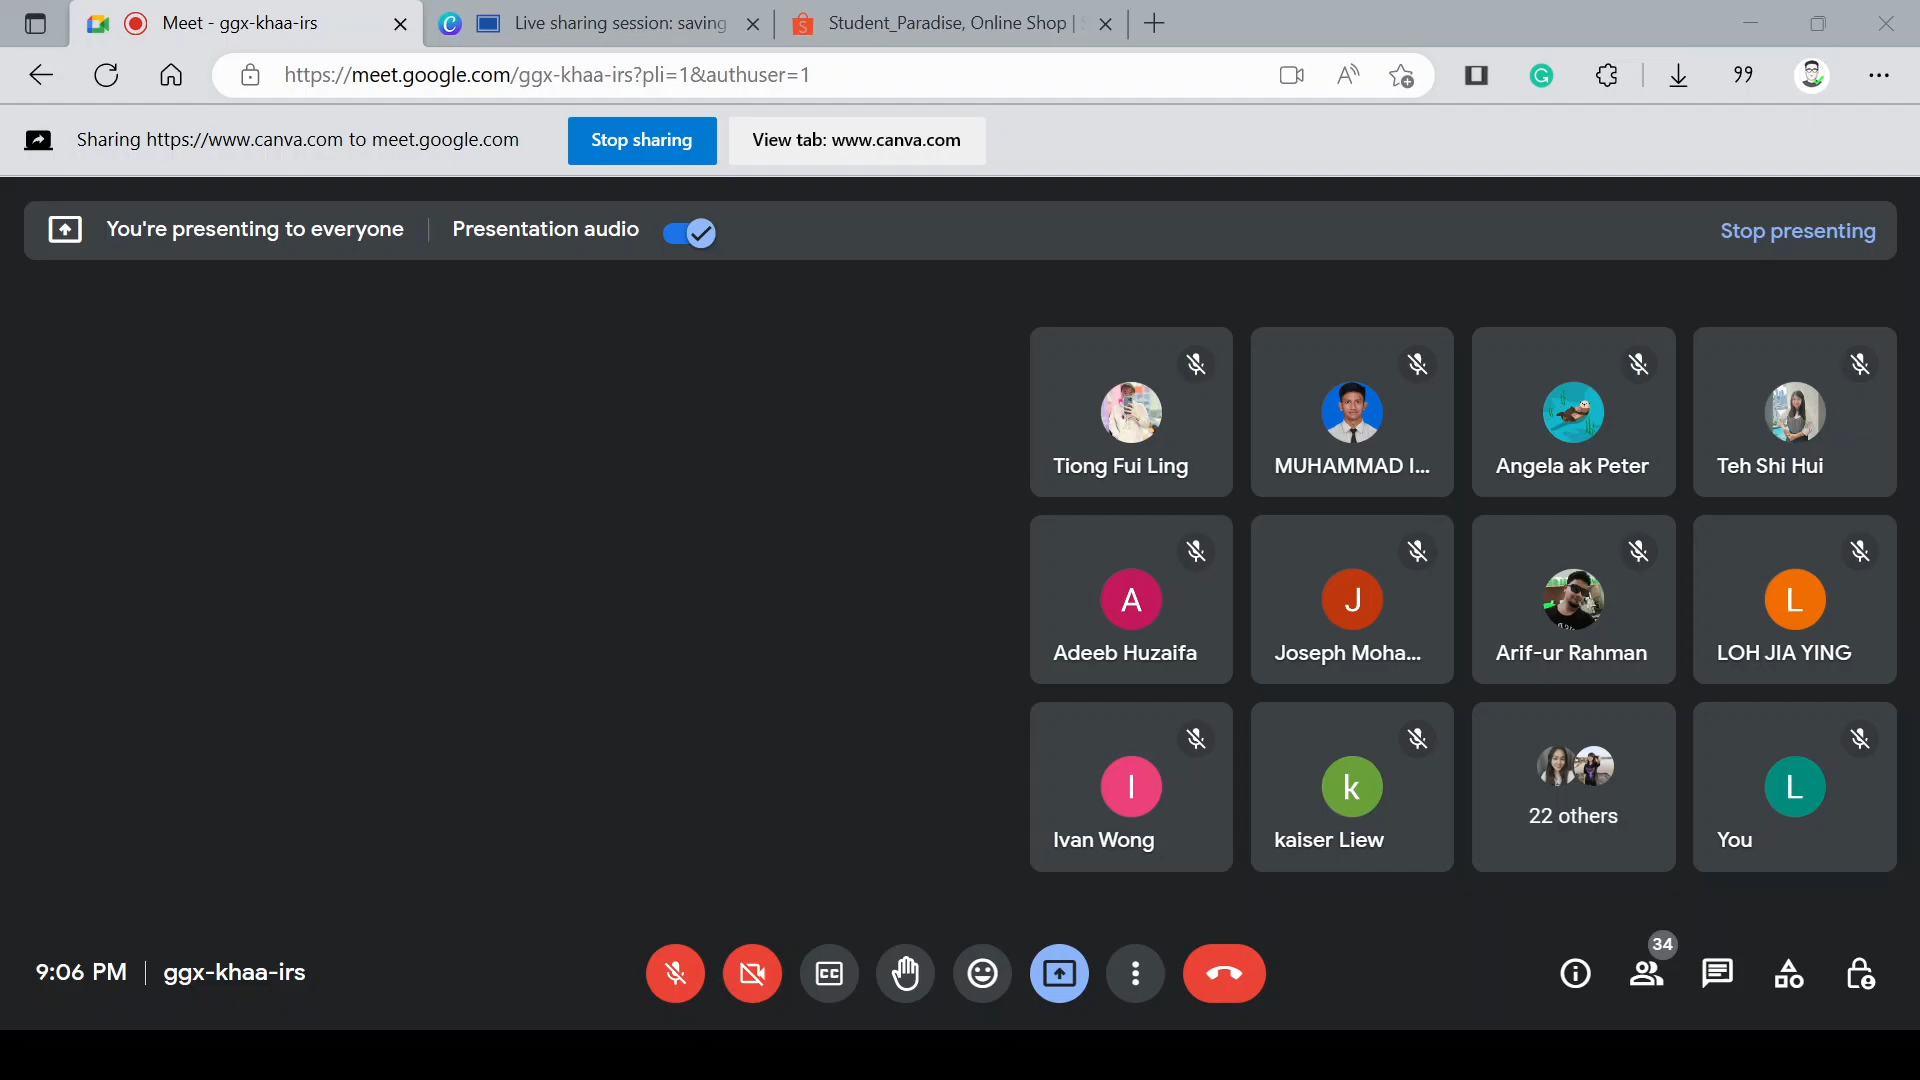 Meet - ggx-khaa-irs
Live sharing session: saving
Student_Paradise, Online Shop |
https://meet.google.com/ggx-khaa-irs?pli=1&authuser=1
Sharing https://www.canva.com to meet.google.com
Stop sharing
View tab: www.canva.com
You're presenting to everyone
Presentation audio
Stop presenting
Tiong Fui Ling
MUHAMMAD I...
Angela ak Peter
Teh Shi Hui
A
J
L
Adeeb Huzaifa
Joseph Moha...
Arif-ur Rahman
LOH JIA YING
I
k
L
Ivan Wong
kaiser Liew
22 others
You
9:06 PM
ggx-khaa-irs
CC
34